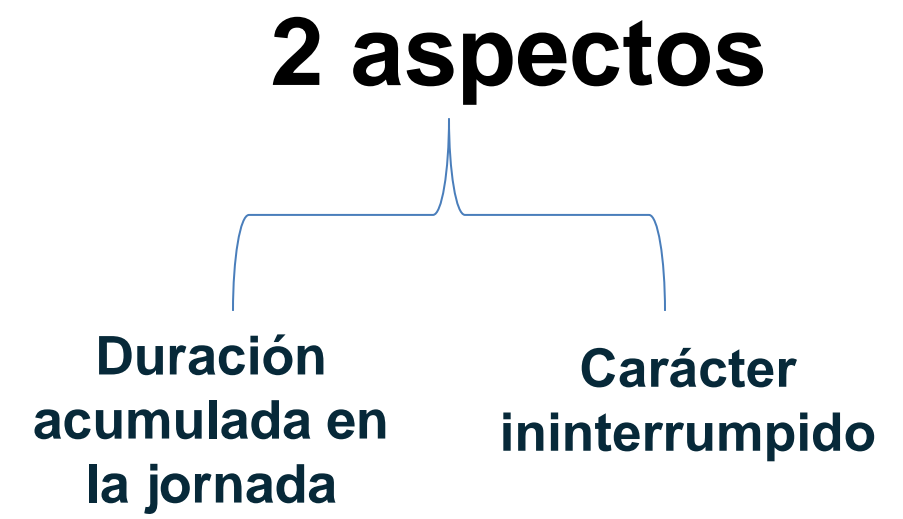 2 aspectos
Duración
acumulada en
la jornada
Carácter
ininterrumpido